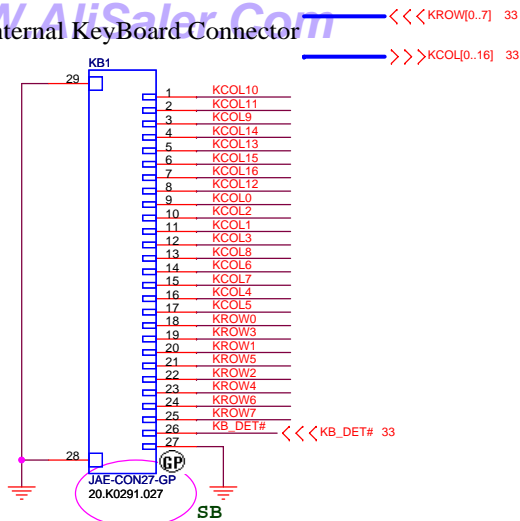 W.AliSaler.Com
nternal KeyBoard Connector
KROW[0..7] 33
KCOL[0..16] 33
KB1
29
1 KCOL10
2 KCOL11
3 KCOL9
4 KCOL14
5 KCOL13
6 KCOL15
7 KCOL16
8 KCOL12
9 KCOL0
10 KCOL2
11 KCOL1
12 KCOL3
13 KCOL8
14 KCOL6
15 KCOL7
16 KCOL4
17 KCOL5
18 KROW0
19 KROW3
20 KROW1
21 KROW5
22 KROW2
23 KROW4
24 KROW6
25 KROW7
26 KB_DET# KB_DET# 33
27
28
GP
JAE-CON27-GP
20.K0291.027
SB